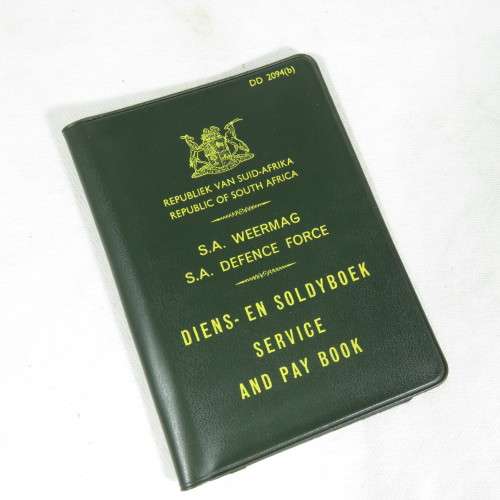 DD 2094(b)
REPUBLIEK VAN SUID-AFRIKA
REPUBLIC OF SOUTH AFRICA
S.A. WEERMAG
S.A. DEFENCE FORCE
DIENS- EN SOLDYBOEK
SERVICE
AND PAY BOOK